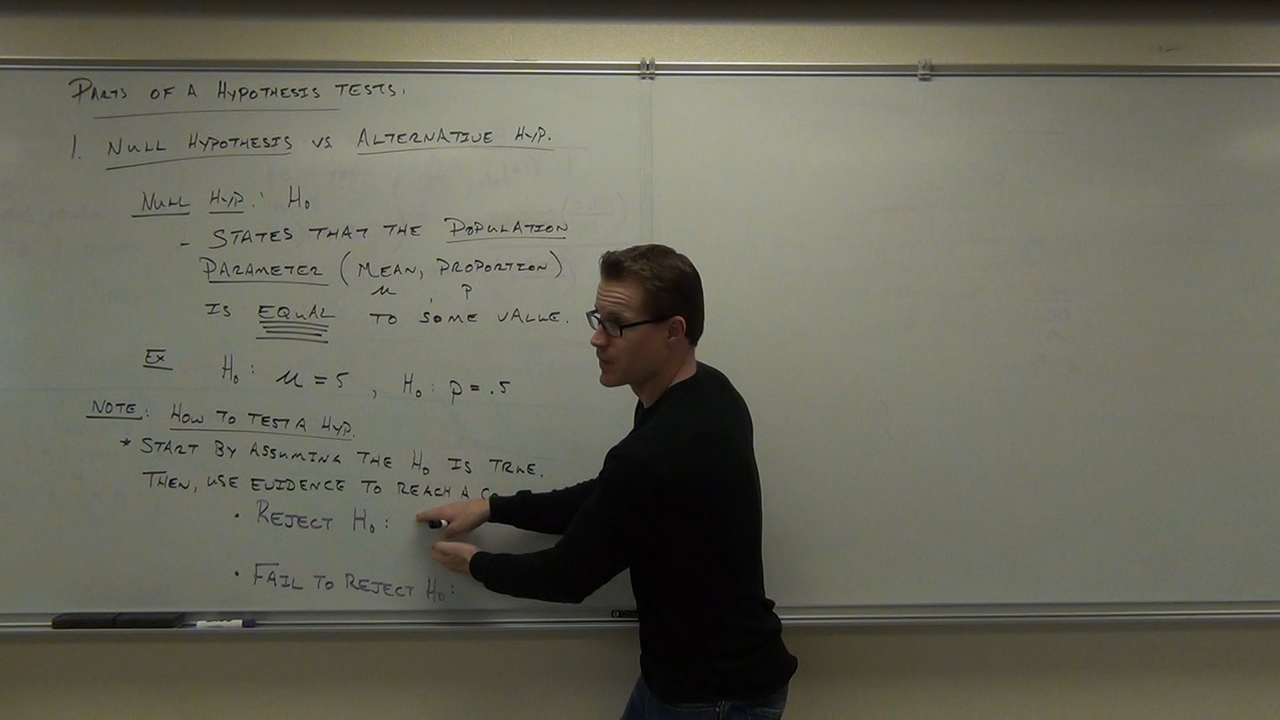 PARTS OF A HYPOTHESIS TESTS.
1. NULL HYPOTHESIS VS ALTERNATIVE HYP.
NULL HYP.: H₀
- STATES THAT THE POPULATION
PARAMETER (MEAN, PROPORTION)
μ , p
IS EQUAL TO SOME VALUE.
EX H₀: μ = 5 , H₀: p = .5
NOTE: HOW TO TEST A HYP.
* START BY ASSUMING THE H₀ IS TRUE.
THEN, USE EVIDENCE TO REACH A
• REJECT H₀:
• FAIL TO REJECT H₀: